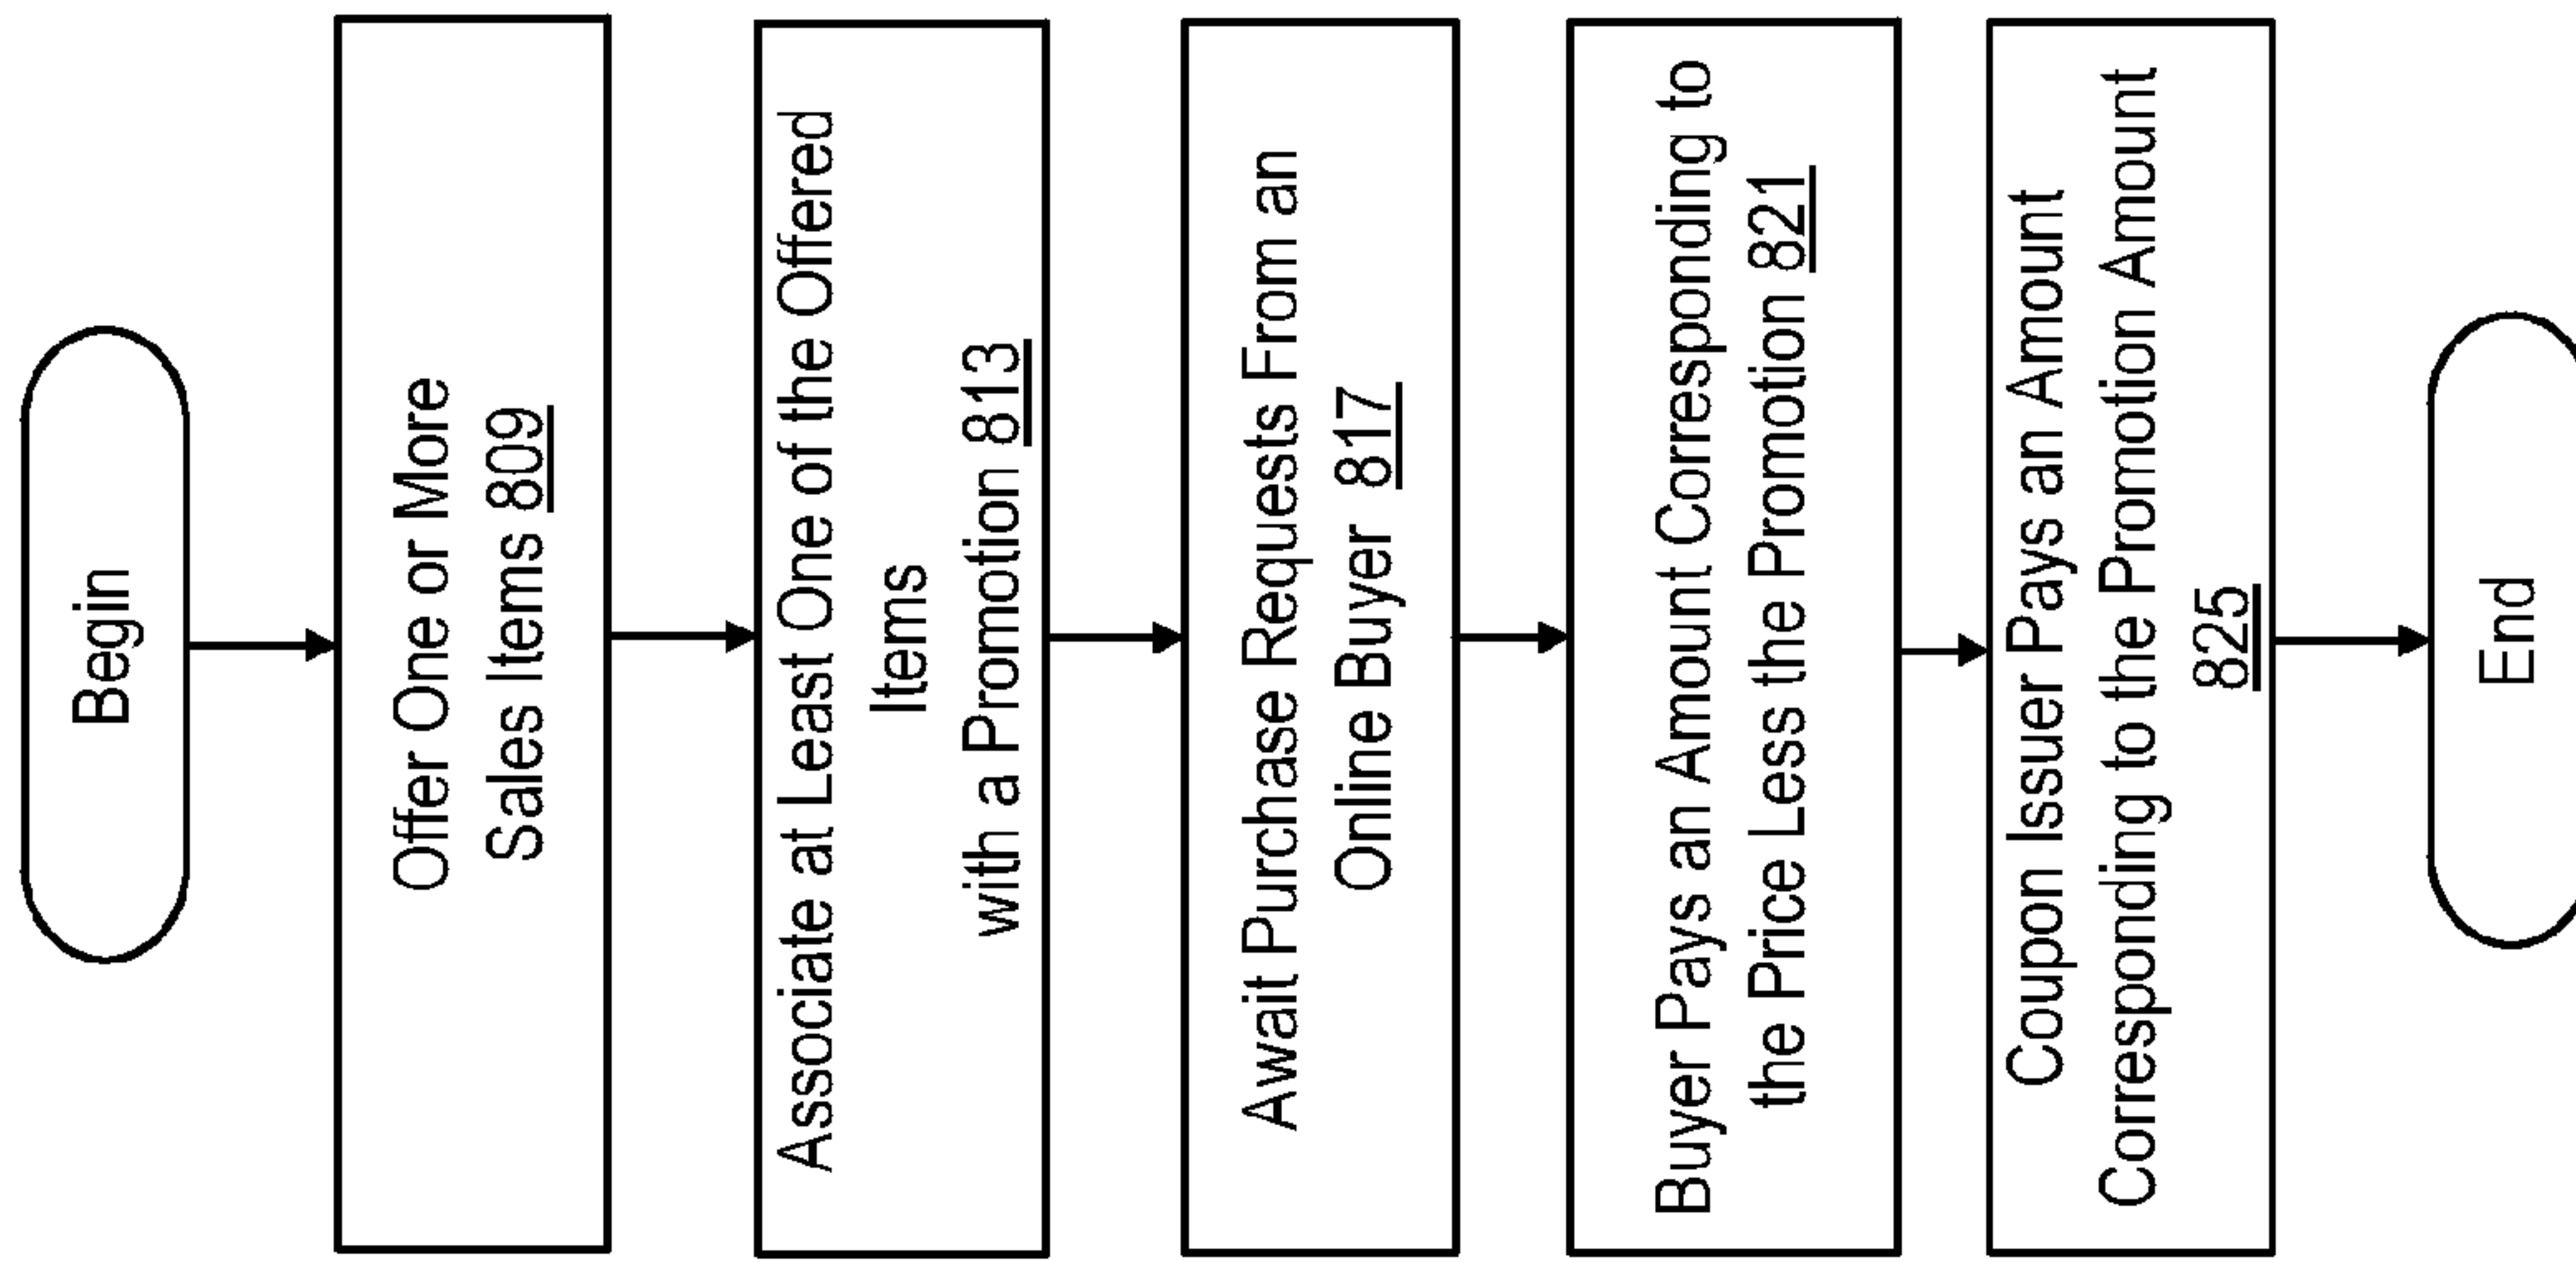 Begin
Offer One or More
Sales Items 809
Associate at Least One of the Offered
Items
with a Promotion 813
Await Purchase Requests From an
Online Buyer 817
Buyer Pays an Amount Corresponding to
the Price Less the Promotion 821
Coupon Issuer Pays an Amount
Corresponding to the Promotion Amount
825
End